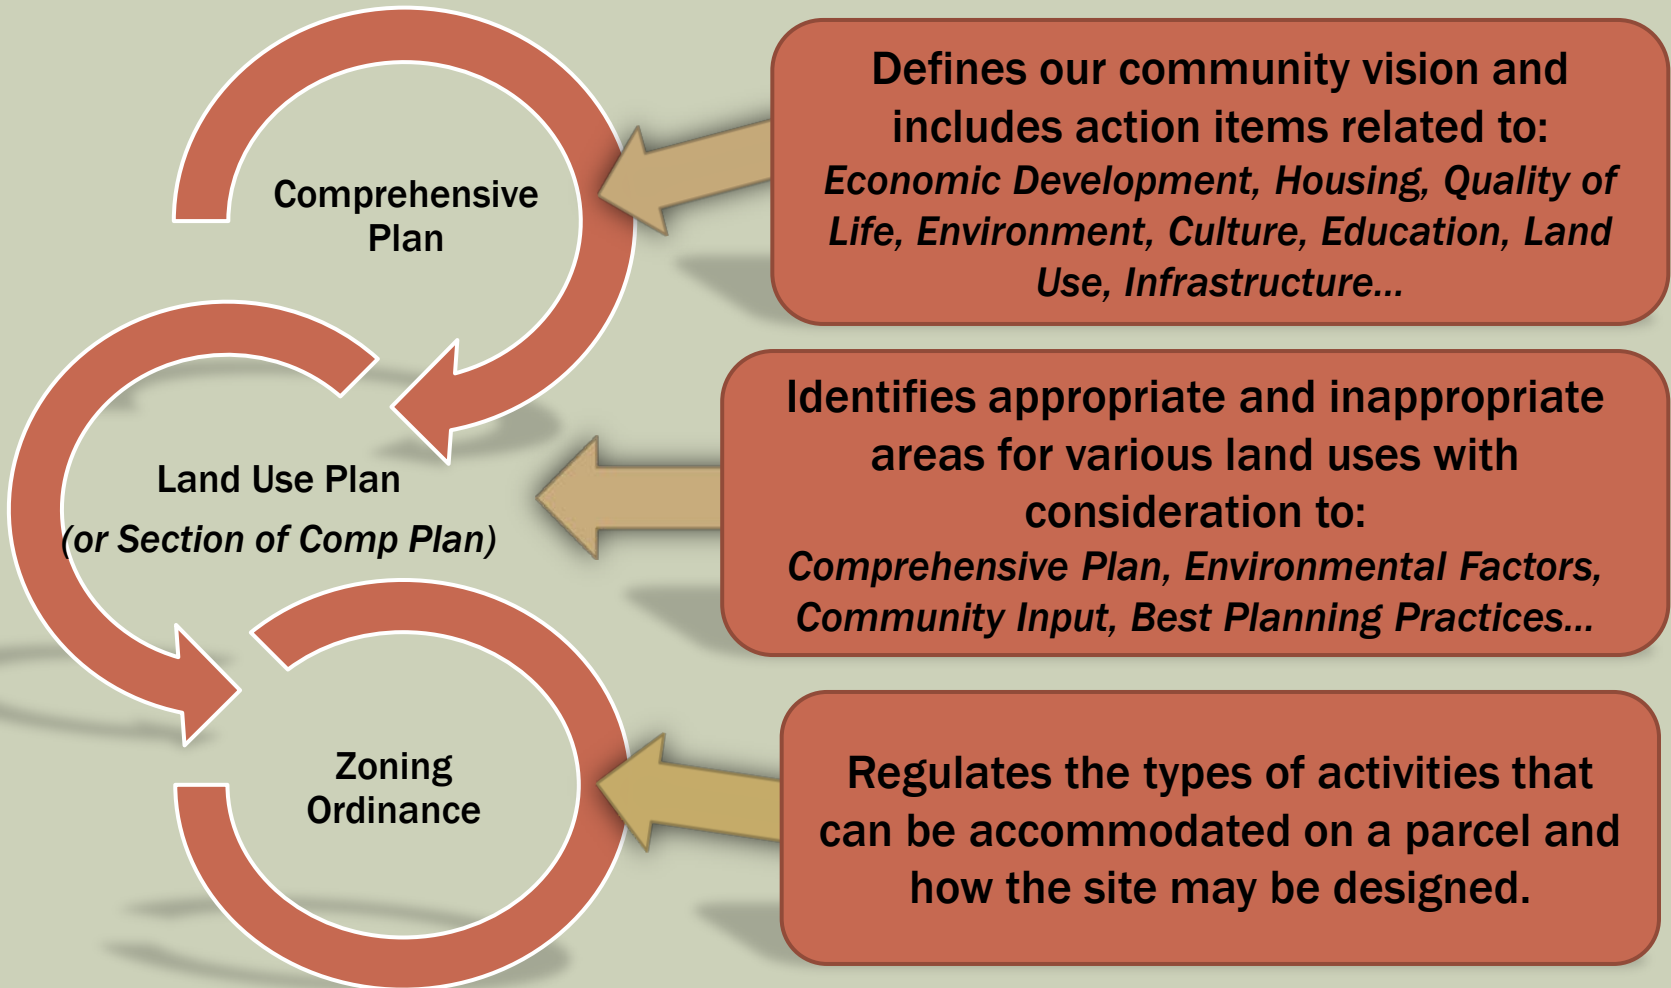 Comprehensive
Plan
Defines our community vision and
includes action items related to:
Economic Development, Housing, Quality of
Life, Environment, Culture, Education, Land
Use, Infrastructure...
Land Use Plan
(or Section of Comp Plan)
Identifies appropriate and inappropriate
areas for various land uses with
consideration to:
Comprehensive Plan, Environmental Factors,
Community Input, Best Planning Practices...
Zoning
Ordinance
Regulates the types of activities that
can be accommodated on a parcel and
how the site may be designed.